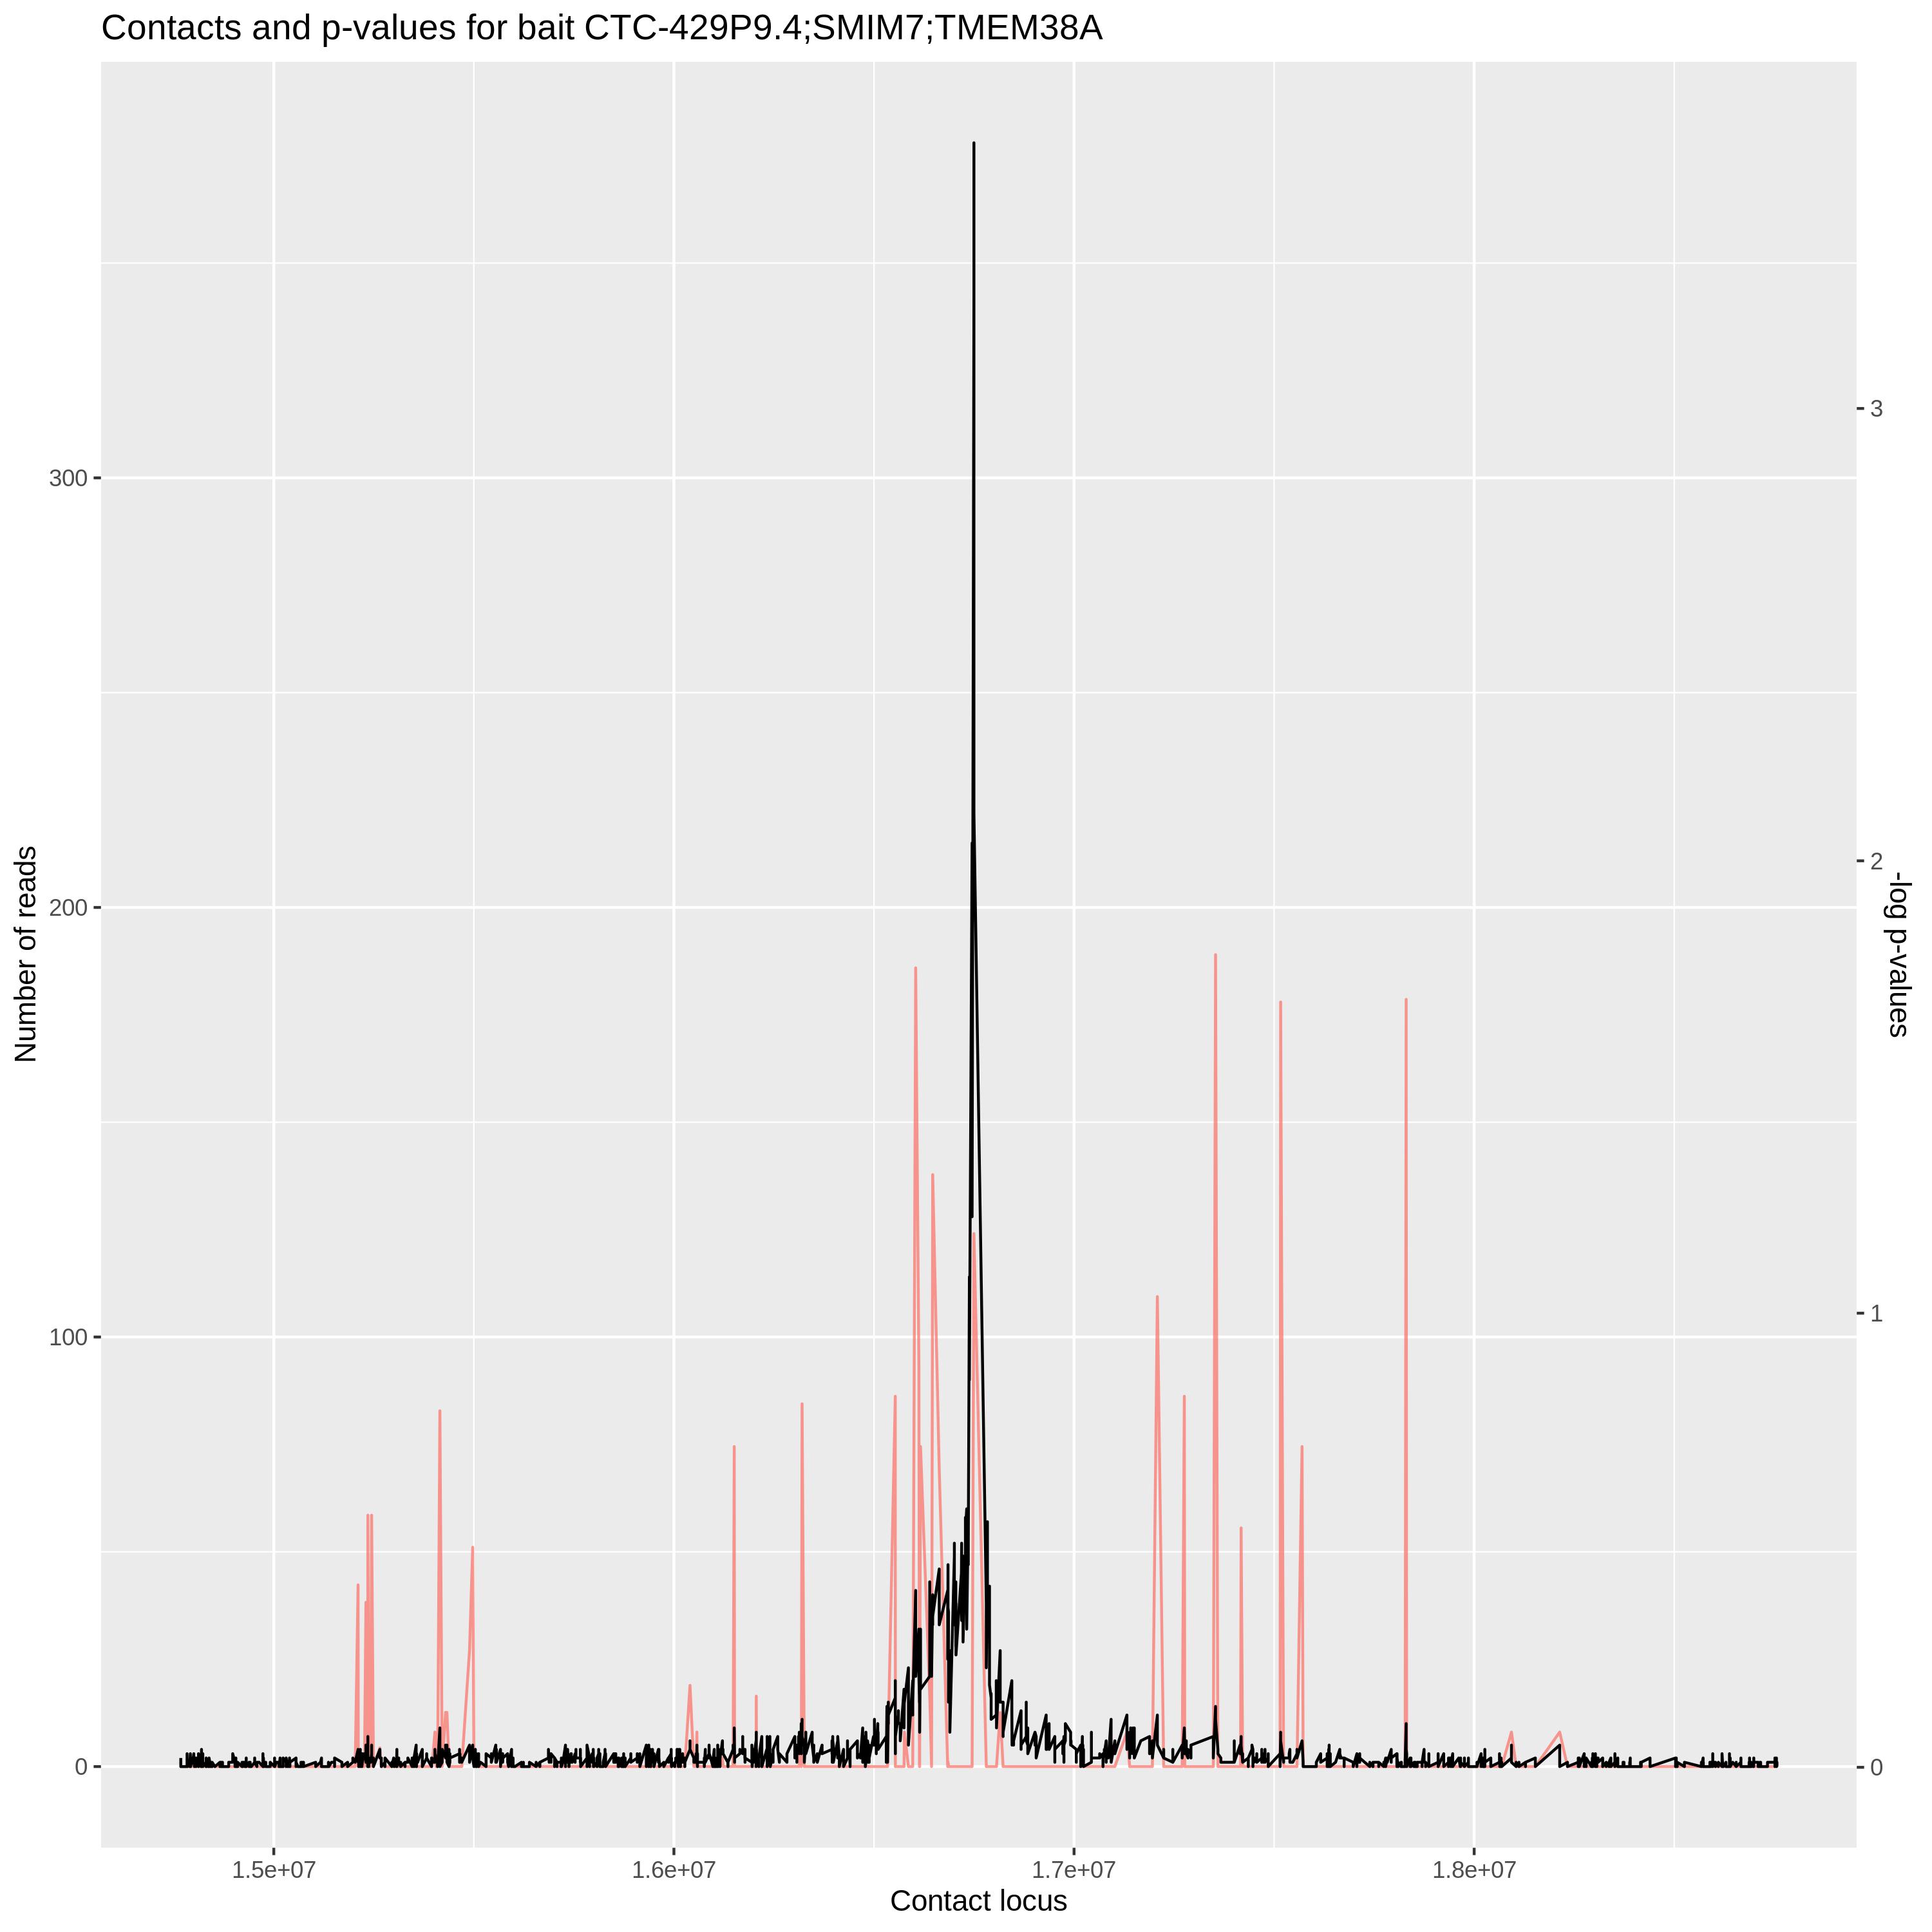 Contacts and p-values for bait CTC-429P9.4;SMIM7;TMEM38A
Number of reads
300
200
100
0
3
2
1
0
-log p-values
1.5e+07 1.6e+07 1.7e+07 1.8e+07
Contact locus